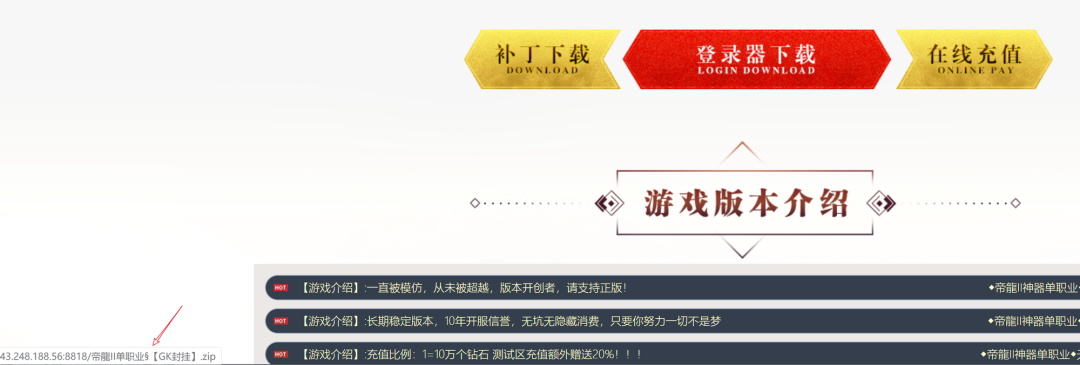 补丁下载 登录器下载 在线充值
DOWNLOAD LOGIN DOWNLOAD ONLINE PAY
游戏版本介绍
HOT 【游戏介绍】:一直被模仿，从未被超越，版本开创者，请支持正版！ ◆帝龍II神器单职业
HOT 【游戏介绍】:长期稳定版本，10年开服信誉，无坑无隐藏消费，只要你努力一切不是梦 ◆帝龍II神器单职业
HOT 【游戏介绍】:充值比例：1=10万个钻石 测试区充值额外赠送20%！！！ ◆帝龍II神器单职业◆
43.248.188.56:8818/帝龍II单职业§【GK封挂】.zip